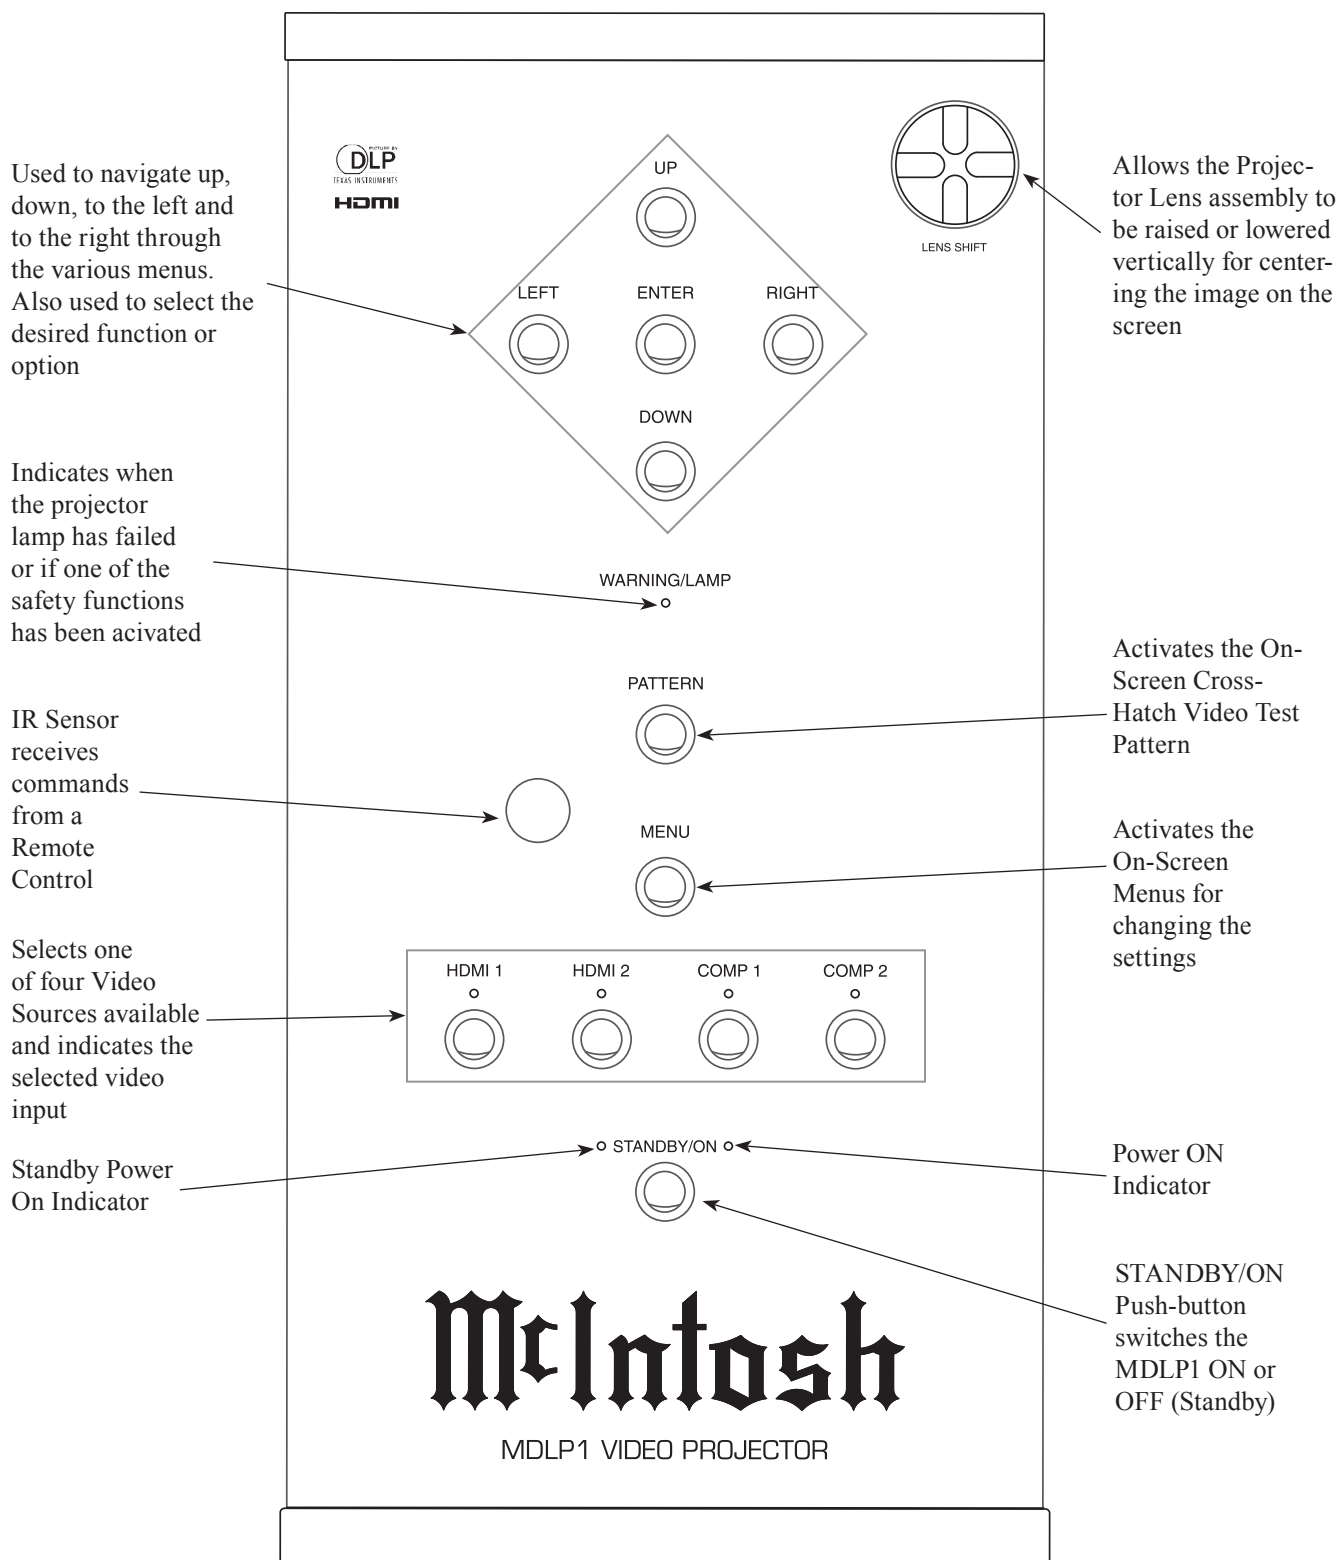 PICTURE BY
DLP
TEXAS INSTRUMENTS
HDMI
UP
LEFT
ENTER
RIGHT
DOWN
LENS SHIFT
Used to navigate up,
down, to the left and
to the right through
the various menus.
Also used to select the
desired function or
option
Allows the Projec-
tor Lens assembly to
be raised or lowered
vertically for center-
ing the image on the
screen
Indicates when
the projector
lamp has failed
or if one of the
safety functions
has been acivated
WARNING/LAMP
PATTERN
Activates the On-
Screen Cross-
Hatch Video Test
Pattern
IR Sensor
receives
commands
from a
Remote
Control
MENU
Activates the
On-Screen
Menus for
changing the
settings
Selects one
of four Video
Sources available
and indicates the
selected video
input
HDMI 1
HDMI 2
COMP 1
COMP 2
Standby Power
On Indicator
STANDBY/ON
Power ON
Indicator
STANDBY/ON
Push-button
switches the
MDLP1 ON or
OFF (Standby)
McIntosh
MDLP1 VIDEO PROJECTOR